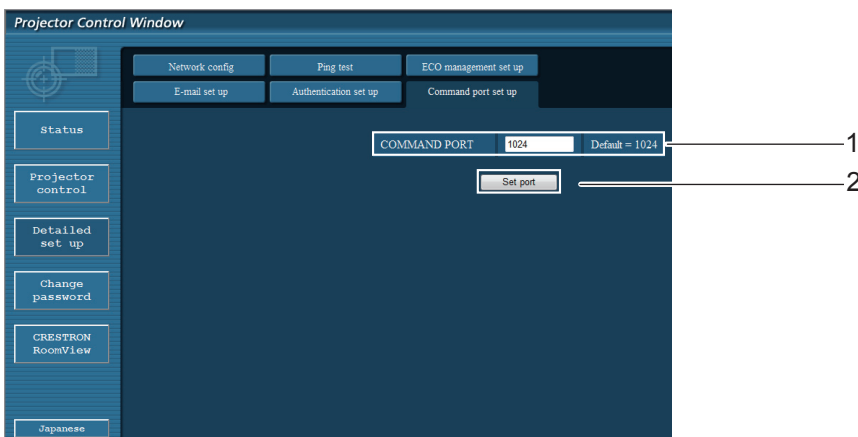 Projector Control Window
Network config
Ping test
ECO management set up
E-mail set up
Authentication set up
Command port set up
Status
Projector
control
Detailed
set up
Change
password
CRESTRON
RoomView
Japanese
COMMAND PORT
1024
Default = 1024
1
Set port
2